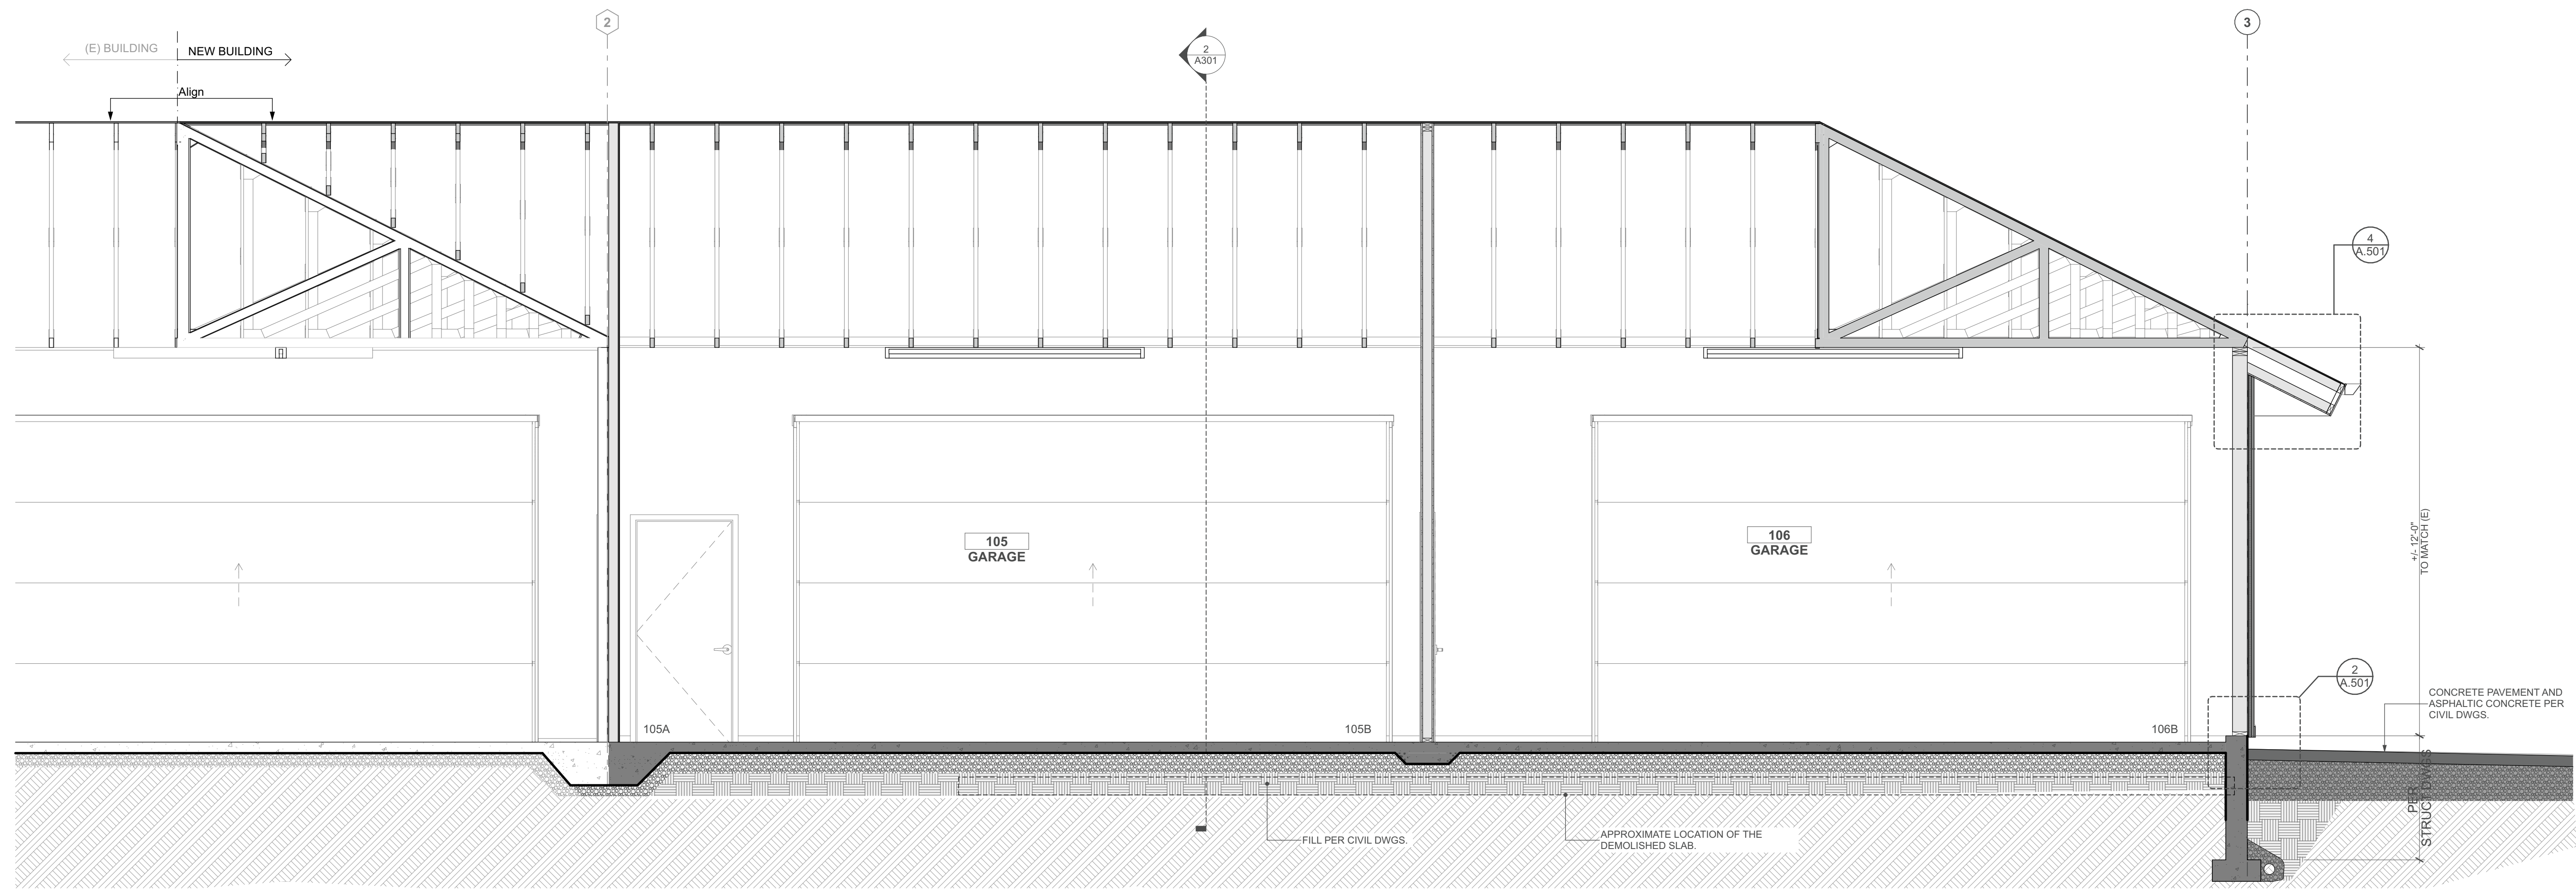 2
3
(E) BUILDING
NEW BUILDING
2
A301
Align
4
A.501
+/- 12'-0"
TO MATCH (E)
105
GARAGE
106
GARAGE
2
A.501
CONCRETE PAVEMENT AND
ASPHALTIC CONCRETE PER
CIVIL DWGS.
105A
105B
106B
PER
STRUCT DWGS
FILL PER CIVIL DWGS.
APPROXIMATE LOCATION OF THE
DEMOLISHED SLAB.